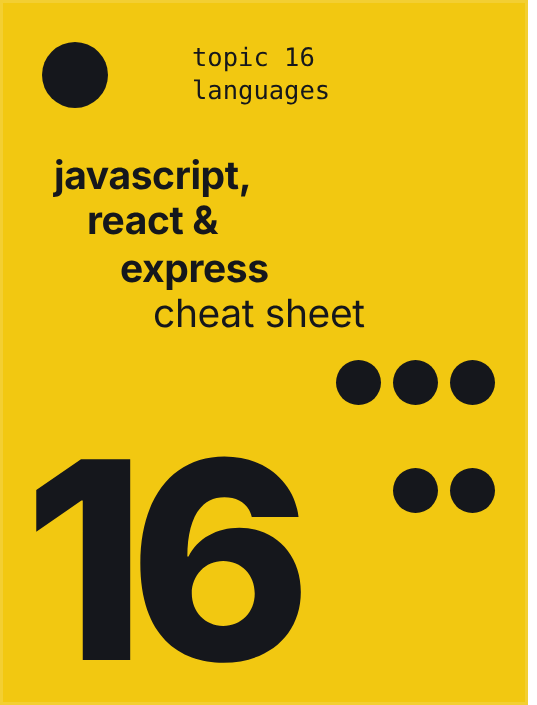 topic 16
languages
javascript,
react &
express
cheat sheet
16